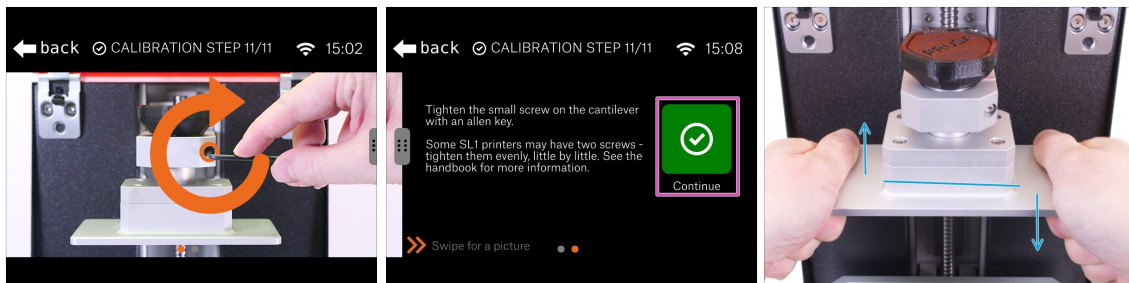 back CALIBRATION STEP 11/11 15:02
back CALIBRATION STEP 11/11 15:08
Tighten the small screw on the cantilever
with an allen key.
Some SL1 printers may have two screws -
tighten them evenly, little by little. See the
handbook for more information.
Continue
Swipe for a picture
PRUSA